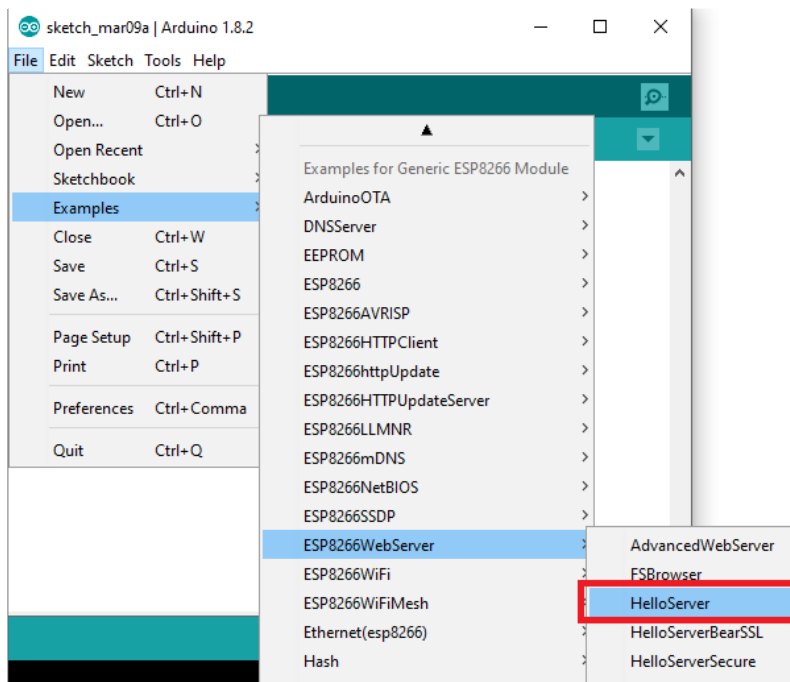 sketch_mar09a | Arduino 1.8.2
File Edit Sketch Tools Help
New Ctrl+N
Open... Ctrl+O
Open Recent
Sketchbook
Examples
Close Ctrl+W
Save Ctrl+S
Save As... Ctrl+Shift+S
Page Setup Ctrl+Shift+P
Print Ctrl+P
Preferences Ctrl+Comma
Quit Ctrl+Q
Examples for Generic ESP8266 Module
ArduinoOTA
DNSServer
EEPROM
ESP8266
ESP8266AVRISP
ESP8266HTTPClient
ESP8266httpUpdate
ESP8266HTTPUpdateServer
ESP8266LLMNR
ESP8266mDNS
ESP8266NetBIOS
ESP8266SSDP
ESP8266WebServer
ESP8266WiFi
ESP8266WiFiMesh
Ethernet(esp8266)
Hash
AdvancedWebServer
FSBrowser
HelloServer
HelloServerBearSSL
HelloServerSecure